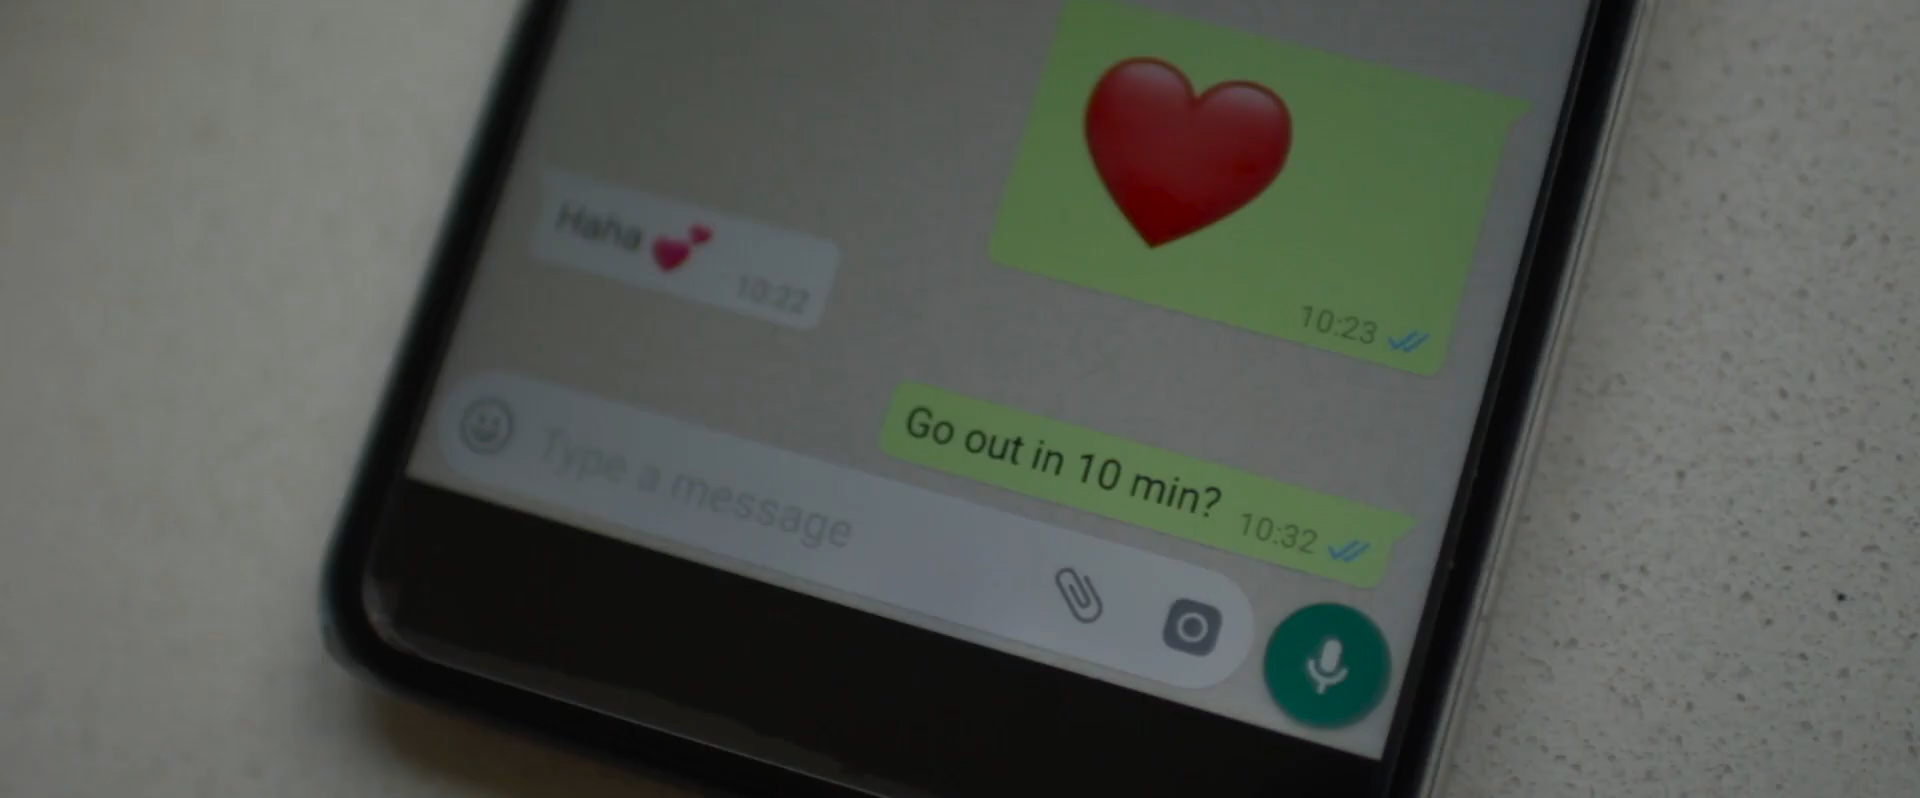 Haha 💕
10:22
❤️
10:23
Go out in 10 min? 10:32
Type a message